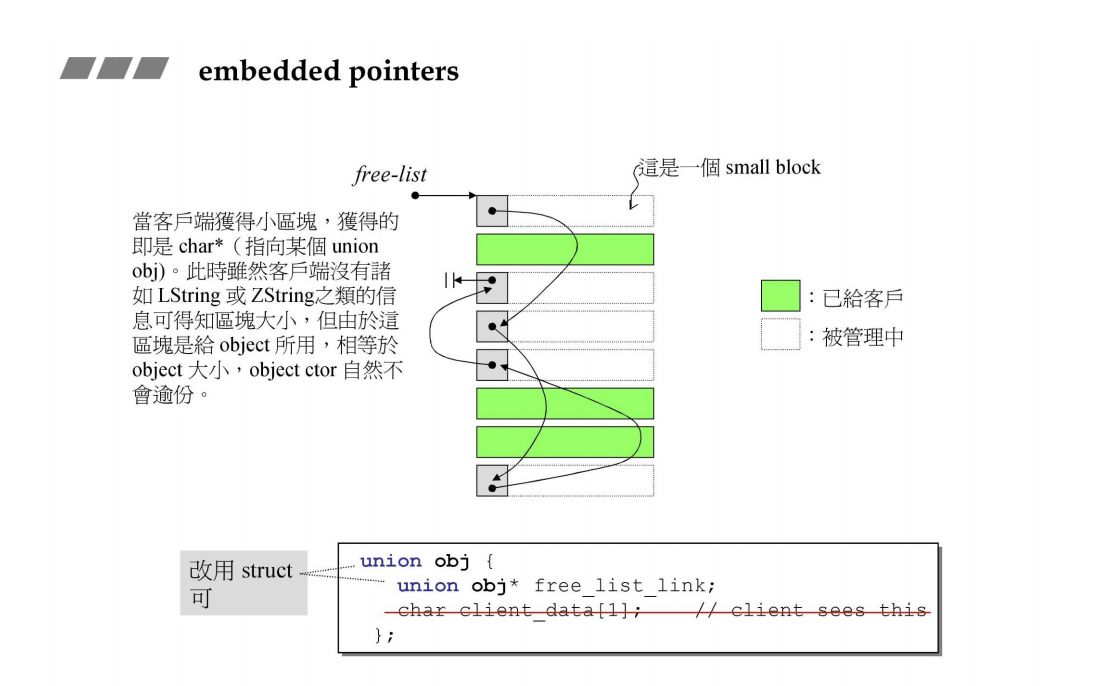 embedded pointers
free-list
這是一個 small block
當客戶端獲得小區塊，獲得的
即是 char*（指向某個 union
obj)。此時雖然客戶端沒有諸
如 LString 或 ZString之類的信
息可得知區塊大小，但由於這
區塊是給 object 所用，相等於
object 大小，object ctor 自然不
會逾份。
：已給客戶
：被管理中
改用 struct
可
union obj {
union obj* free_list_link;
char client_data[1];    // client sees this
};